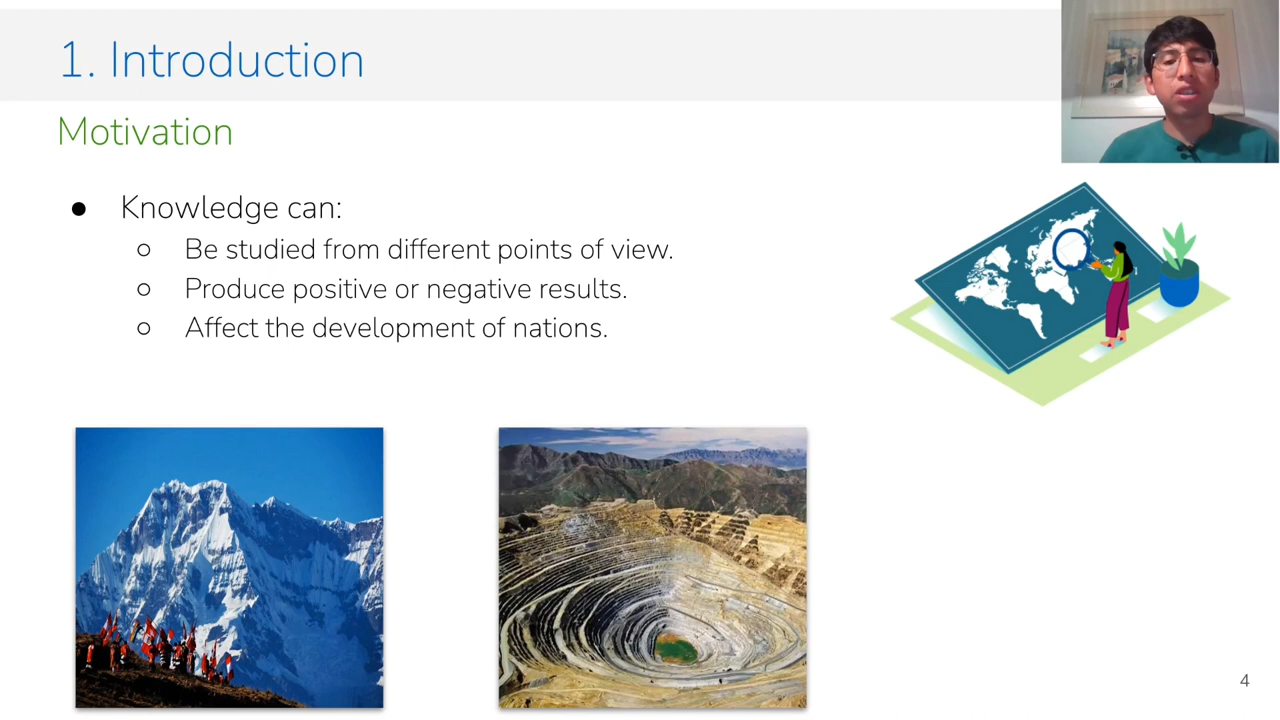 1. Introduction
Motivation
● Knowledge can:
○ Be studied from different points of view.
○ Produce positive or negative results.
○ Affect the development of nations.
4